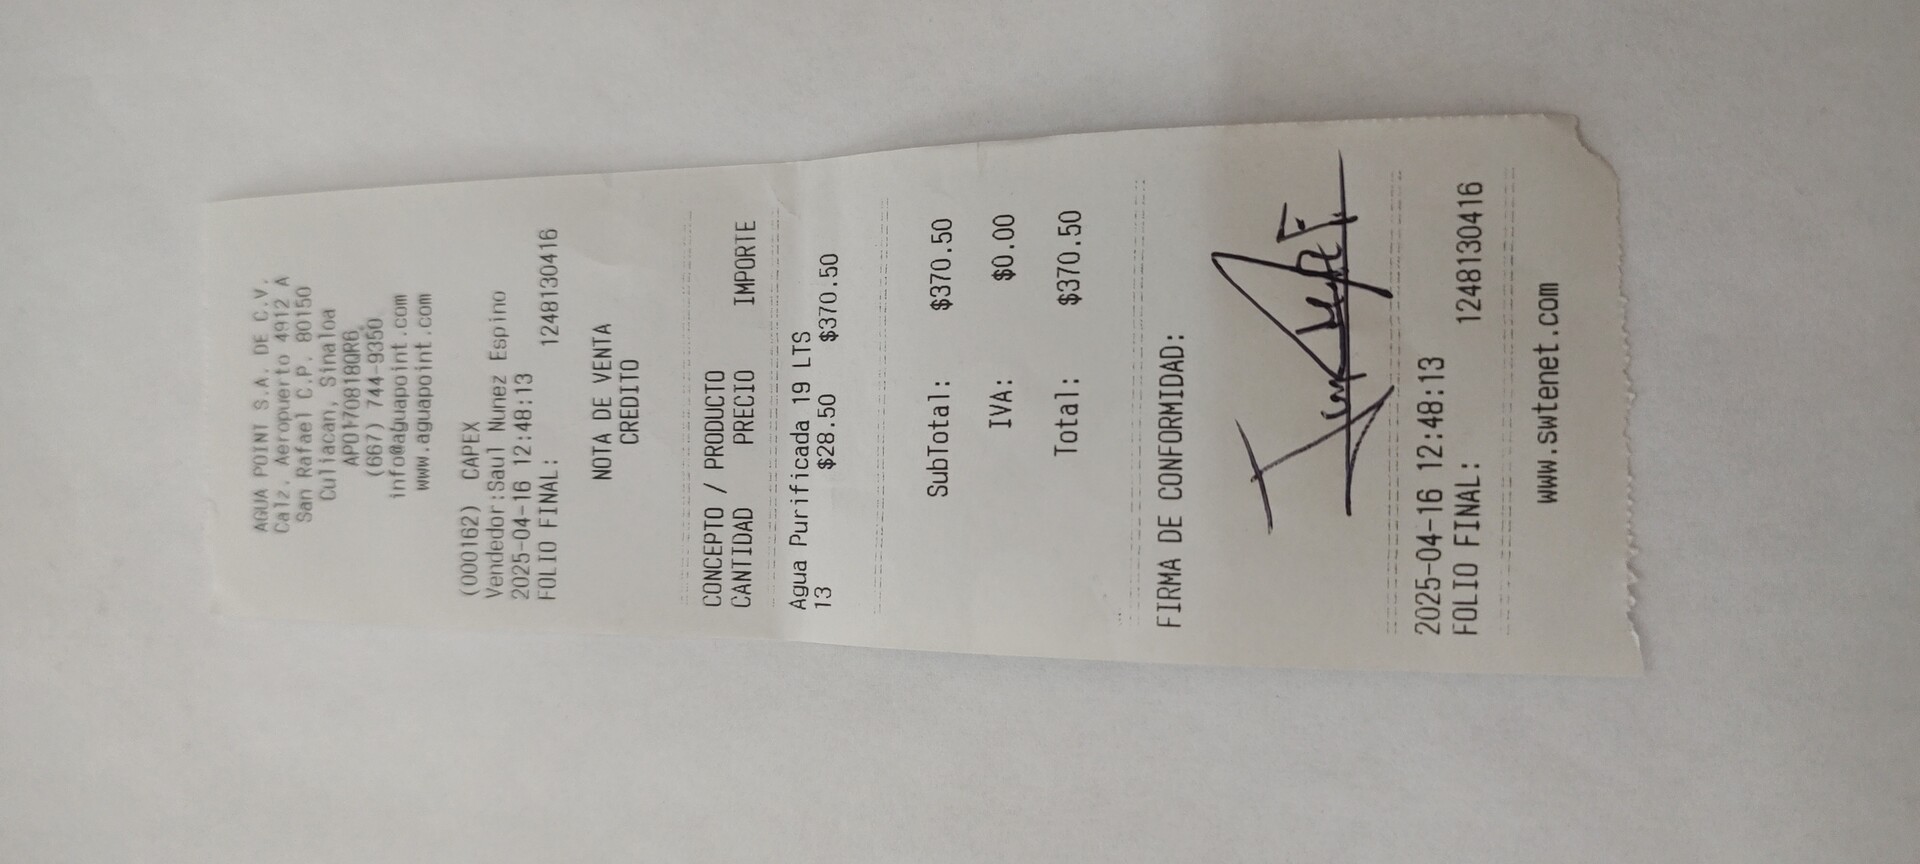 AGUA POINT S.A. DE C.V.
Calz. Aeropuerto 4912 A
San Rafael C.P. 80150
Culiacan, Sinaloa
APO170818QR6
(667) 744-9350
info@aguapoint.com
www.aguapoint.com
(000162) CAPEX
Vendedor:Saul Nunez Espino
2025-04-16 12:48:13
FOLIO FINAL: 1248130416
NOTA DE VENTA
CREDITO
CONCEPTO / PRODUCTO
CANTIDAD PRECIO IMPORTE
Agua Purificada 19 LTS
13 $28.50 $370.50
SubTotal: $370.50
IVA: $0.00
Total: $370.50
FIRMA DE CONFORMIDAD:
2025-04-16 12:48:13
FOLIO FINAL: 1248130416
www.swtenet.com